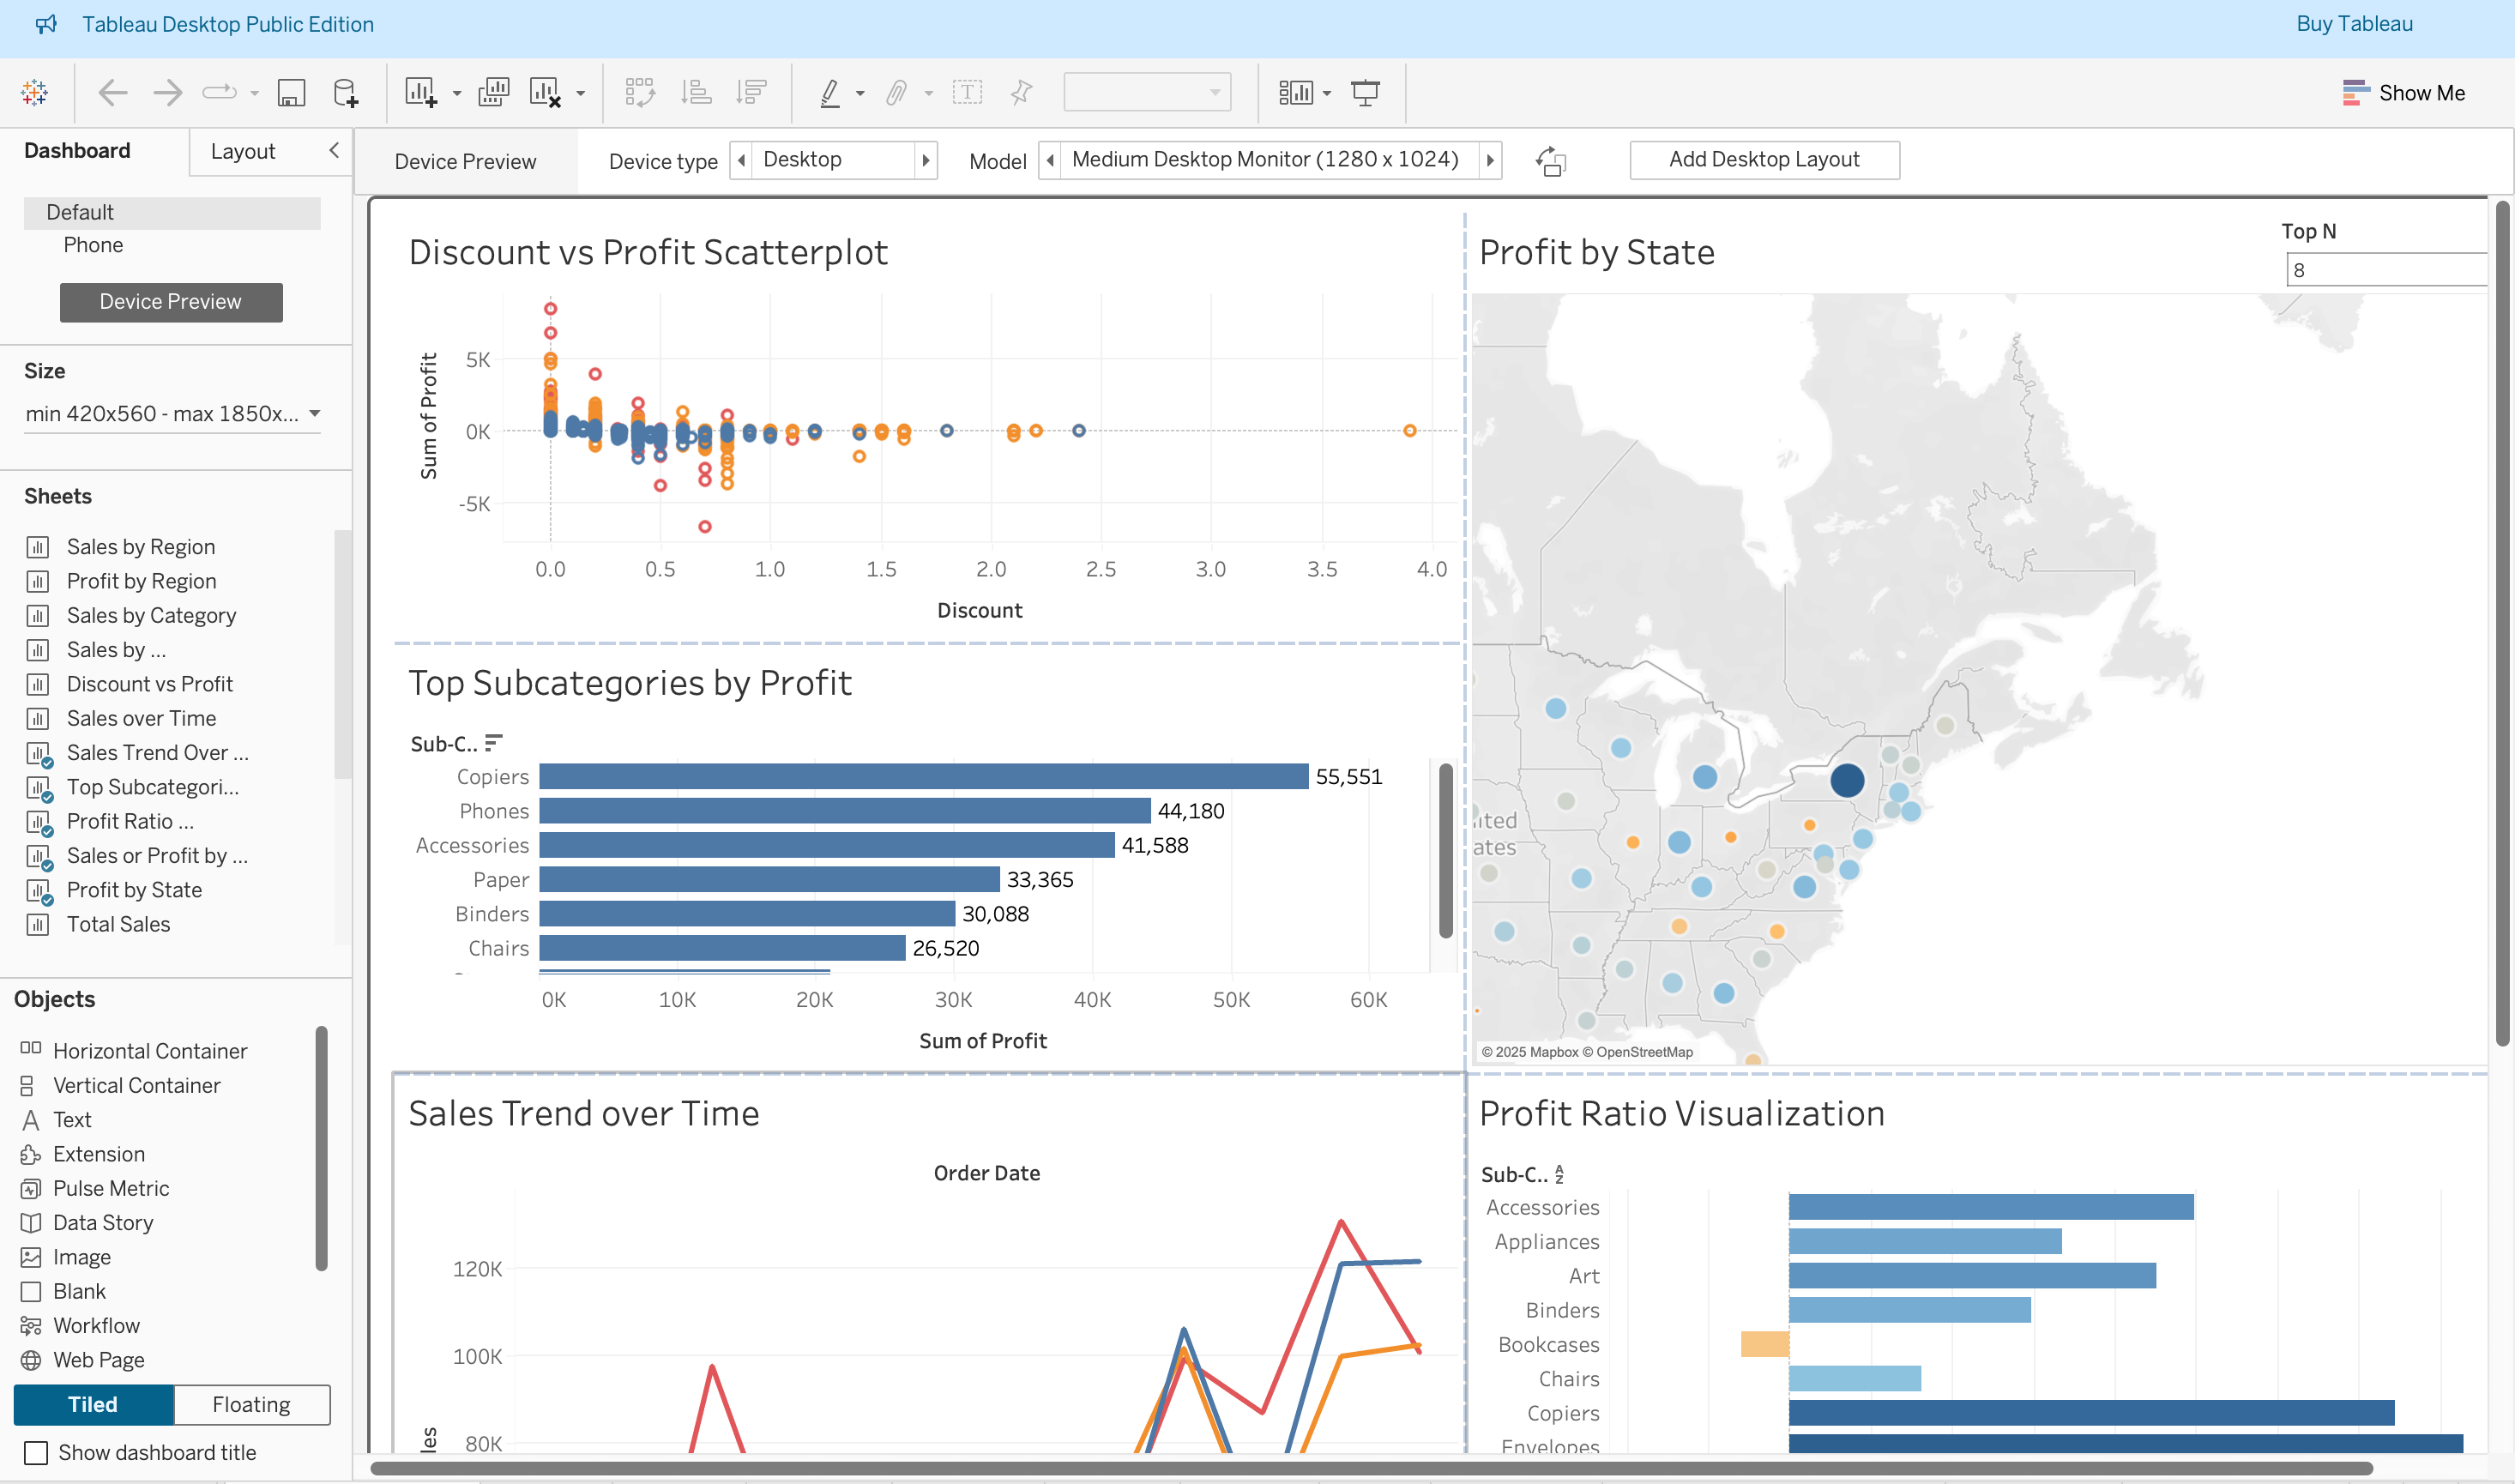 Tableau Desktop Public Edition
Buy Tableau
Show Me
Dashboard
Layout
Device Preview
Device type
Desktop
Model
Medium Desktop Monitor (1280 x 1024)
Add Desktop Layout
Default
Phone
Device Preview
Size
min 420x560 - max 1850x...
Sheets
Sales by Region
Profit by Region
Sales by Category
Sales by ...
Discount vs Profit
Sales over Time
Sales Trend Over ...
Top Subcategori...
Profit Ratio ...
Sales or Profit by ...
Profit by State
Total Sales
Objects
Horizontal Container
Vertical Container
Text
Extension
Pulse Metric
Data Story
Image
Blank
Workflow
Web Page
Tiled
Floating
Show dashboard title
Discount vs Profit Scatterplot
Sum of Profit
5K
0K
-5K
0.0 0.5 1.0 1.5 2.0 2.5 3.0 3.5 4.0
Discount
Top Subcategories by Profit
Sub-C..
Copiers 55,551
Phones 44,180
Accessories 41,588
Paper 33,365
Binders 30,088
Chairs 26,520
0K 10K 20K 30K 40K 50K 60K
Sum of Profit
Sales Trend over Time
Order Date
120K
100K
80K
les
Profit by State
Top N
8
ited
ates
© 2025 Mapbox © OpenStreetMap
Profit Ratio Visualization
Sub-C..
Accessories
Appliances
Art
Binders
Bookcases
Chairs
Copiers
Envelopes